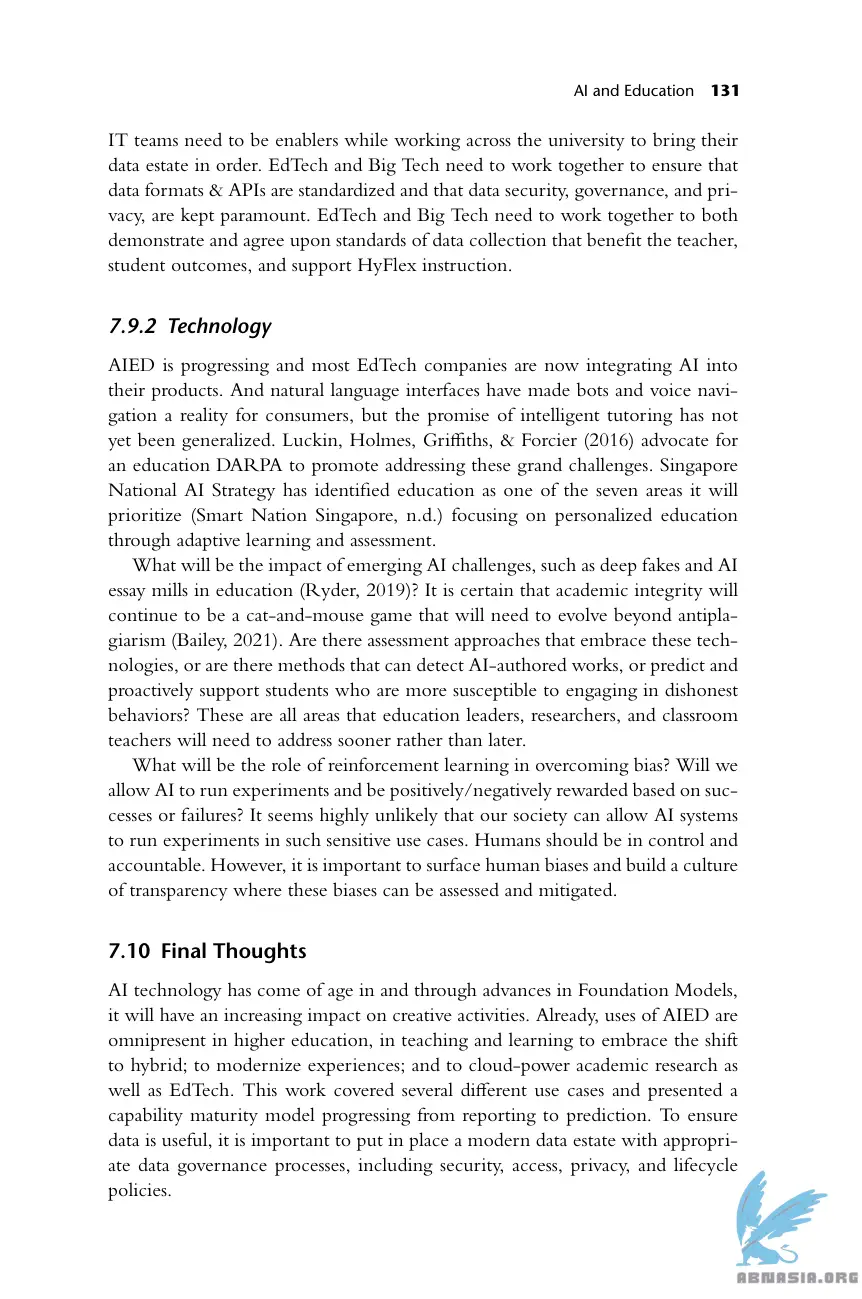 AI and Education 131
IT teams need to be enablers while working across the university to bring their
data estate in order. EdTech and Big Tech need to work together to ensure that
data formats & APIs are standardized and that data security, governance, and pri-
vacy, are kept paramount. EdTech and Big Tech need to work together to both
demonstrate and agree upon standards of data collection that benefit the teacher,
student outcomes, and support HyFlex instruction.
7.9.2 Technology
AIED is progressing and most EdTech companies are now integrating AI into
their products. And natural language interfaces have made bots and voice navi-
gation a reality for consumers, but the promise of intelligent tutoring has not
yet been generalized. Luckin, Holmes, Griffiths, & Forcier (2016) advocate for
an education DARPA to promote addressing these grand challenges. Singapore
National AI Strategy has identified education as one of the seven areas it will
prioritize (Smart Nation Singapore, n.d.) focusing on personalized education
through adaptive learning and assessment.
What will be the impact of emerging AI challenges, such as deep fakes and AI
essay mills in education (Ryder, 2019)? It is certain that academic integrity will
continue to be a cat-and-mouse game that will need to evolve beyond antipla-
giarism (Bailey, 2021). Are there assessment approaches that embrace these tech-
nologies, or are there methods that can detect AI-authored works, or predict and
proactively support students who are more susceptible to engaging in dishonest
behaviors? These are all areas that education leaders, researchers, and classroom
teachers will need to address sooner rather than later.
What will be the role of reinforcement learning in overcoming bias? Will we
allow AI to run experiments and be positively/negatively rewarded based on suc-
cesses or failures? It seems highly unlikely that our society can allow AI systems
to run experiments in such sensitive use cases. Humans should be in control and
accountable. However, it is important to surface human biases and build a culture
of transparency where these biases can be assessed and mitigated.
7.10 Final Thoughts
AI technology has come of age in and through advances in Foundation Models,
it will have an increasing impact on creative activities. Already, uses of AIED are
omnipresent in higher education, in teaching and learning to embrace the shift
to hybrid; to modernize experiences; and to cloud-power academic research as
well as EdTech. This work covered several different use cases and presented a
capability maturity model progressing from reporting to prediction. To ensure
data is useful, it is important to put in place a modern data estate with appropri-
ate data governance processes, including security, access, privacy, and lifecycle
policies.
ABNASIA.ORG